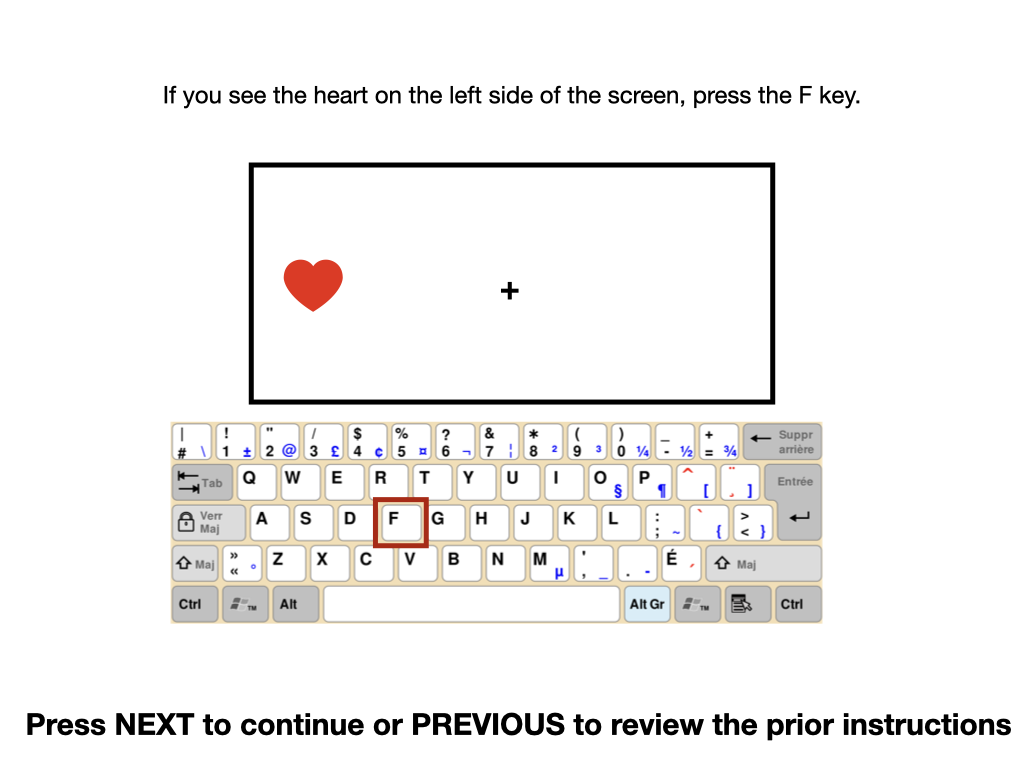 If you see the heart on the left side of the screen, press the F key.
+
| # \ ! 1 ± " 2 @ / 3 £ $ 4 ¢ % 5 ¤ ? 6 ¬ & 7 ¦ * 8 ² ( 9 ³ ) 0 ¼ _ - ½ + = ¾ Suppr arrière
Tab Q W E R T Y U I O § P ¶ ^ [ ¨ ¸ ] Entrée
Verr Maj A S D F G H J K L : ; ~ ` { > < }
Maj » « ° Z X C V B N M µ ' , _ . - É ´ Maj
Ctrl TM Alt Alt Gr TM Ctrl
Press NEXT to continue or PREVIOUS to review the prior instructions